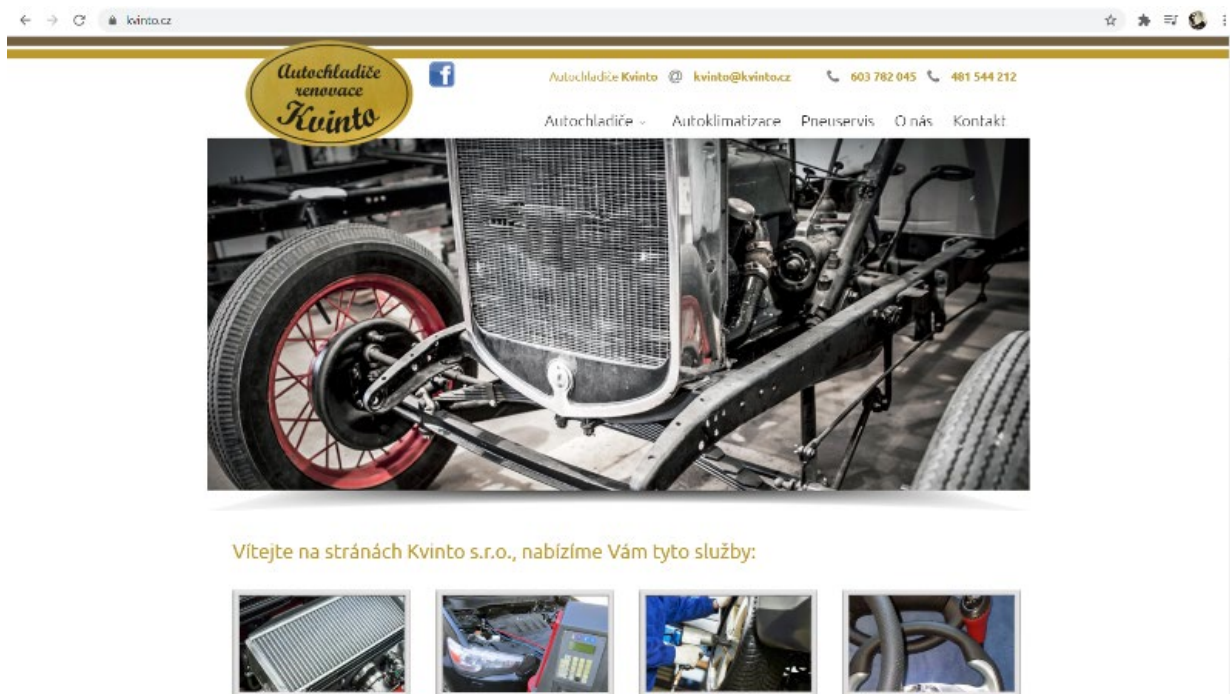 kvinto.cz
Autochladiče
renovace
Kvinto
Autochladiče Kvinto @ kvinto@kvinto.cz 603 782 045 481 544 212
Autochladiče Autoklimatizace Pneuservis O nás Kontakt
Vítejte na stránách Kvinto s.r.o., nabízíme Vám tyto služby: